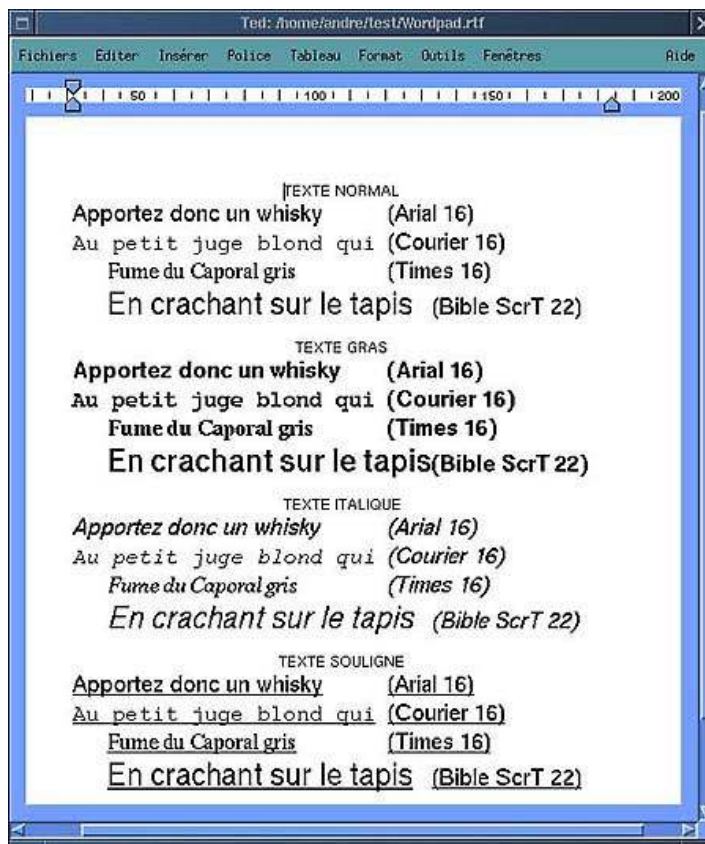 Ted: /home/andre/test/Wordpad.rtf
Fichiers Editer Insérer Police Tableau Format Outils Fenêtres Aide
50 100 150 200
TEXTE NORMAL
Apportez donc un whisky (Arial 16)
Au petit juge blond qui (Courier 16)
Fume du Caporal gris (Times 16)
En crachant sur le tapis (Bible ScrT 22)
TEXTE GRAS
Apportez donc un whisky (Arial 16)
Au petit juge blond qui (Courier 16)
Fume du Caporal gris (Times 16)
En crachant sur le tapis(Bible ScrT 22)
TEXTE ITALIQUE
Apportez donc un whisky (Arial 16)
Au petit juge blond qui (Courier 16)
Fume du Caporal gris (Times 16)
En crachant sur le tapis (Bible ScrT 22)
TEXTE SOULIGNE
Apportez donc un whisky (Arial 16)
Au petit juge blond qui (Courier 16)
Fume du Caporal gris (Times 16)
En crachant sur le tapis (Bible ScrT 22)